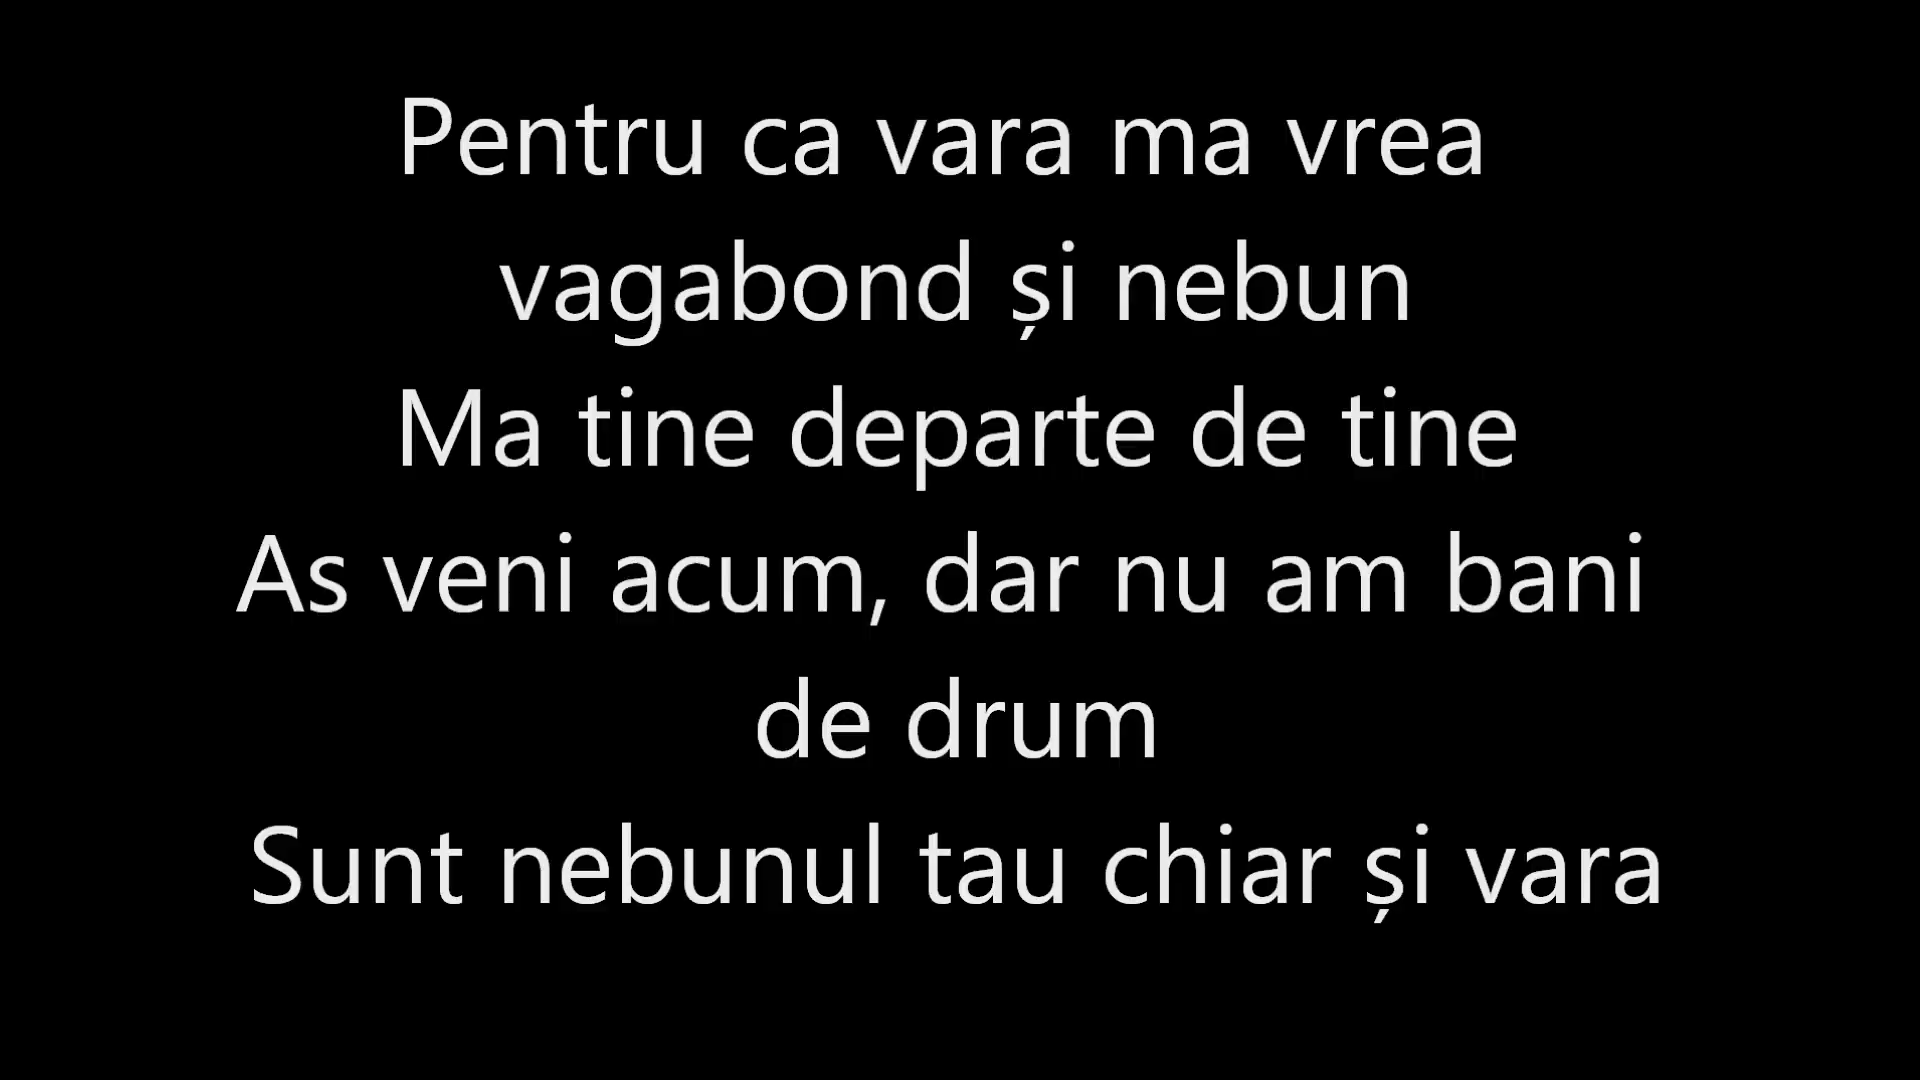 Pentru ca vara ma vrea
vagabond și nebun
Ma tine departe de tine
As veni acum, dar nu am bani
de drum
Sunt nebunul tau chiar și vara